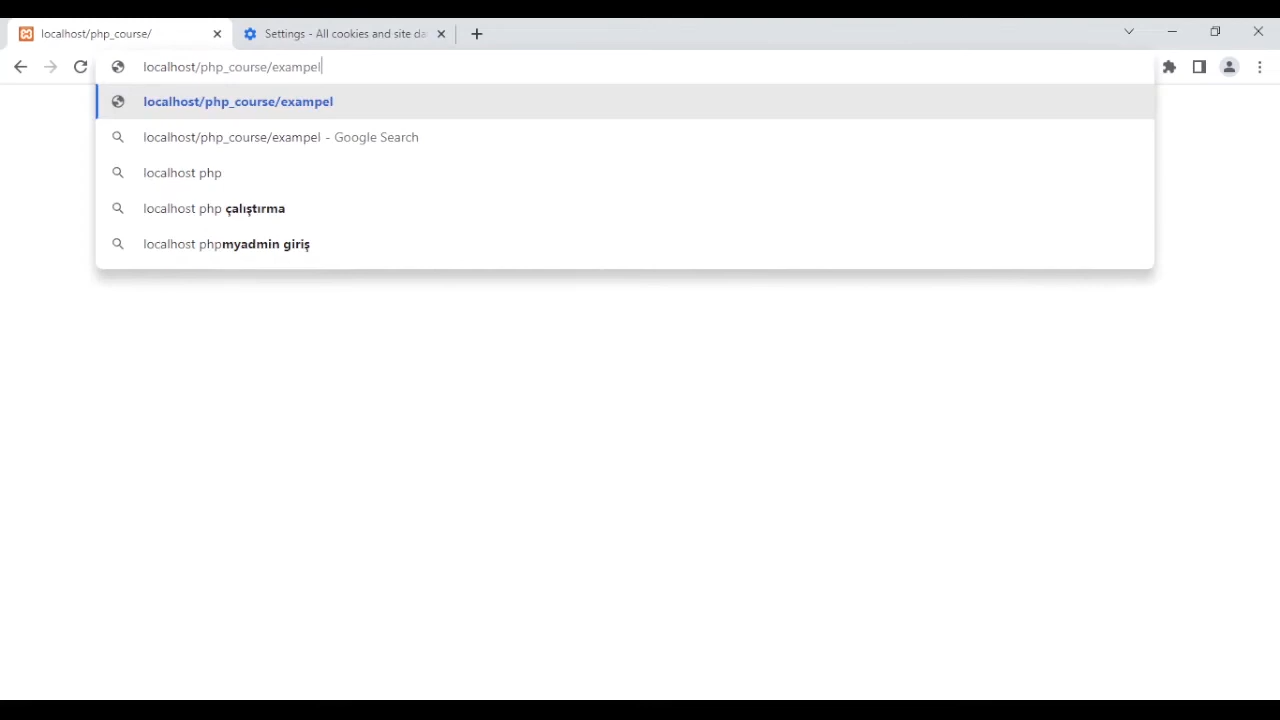 localhost/php_course/
Settings - All cookies and site da
localhost/php_course/exampel
localhost/php_course/exampel
localhost/php_course/exampel - Google Search
localhost php
localhost php çalıştırma
localhost phpmyadmin giriş